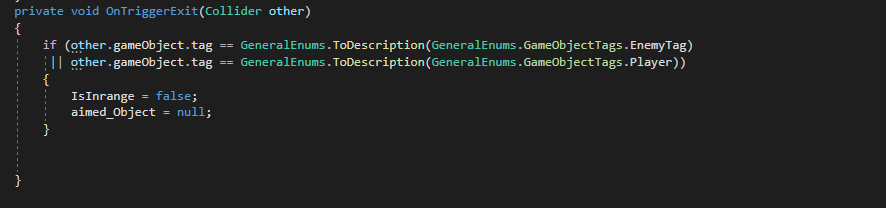 private void OnTriggerExit(Collider other)
{
if (other.gameObject.tag == GeneralEnums.ToDescription(GeneralEnums.GameObjectTags.EnemyTag)
|| other.gameObject.tag == GeneralEnums.ToDescription(GeneralEnums.GameObjectTags.Player))
{
IsInrange = false;
aimed_Object = null;
}
}